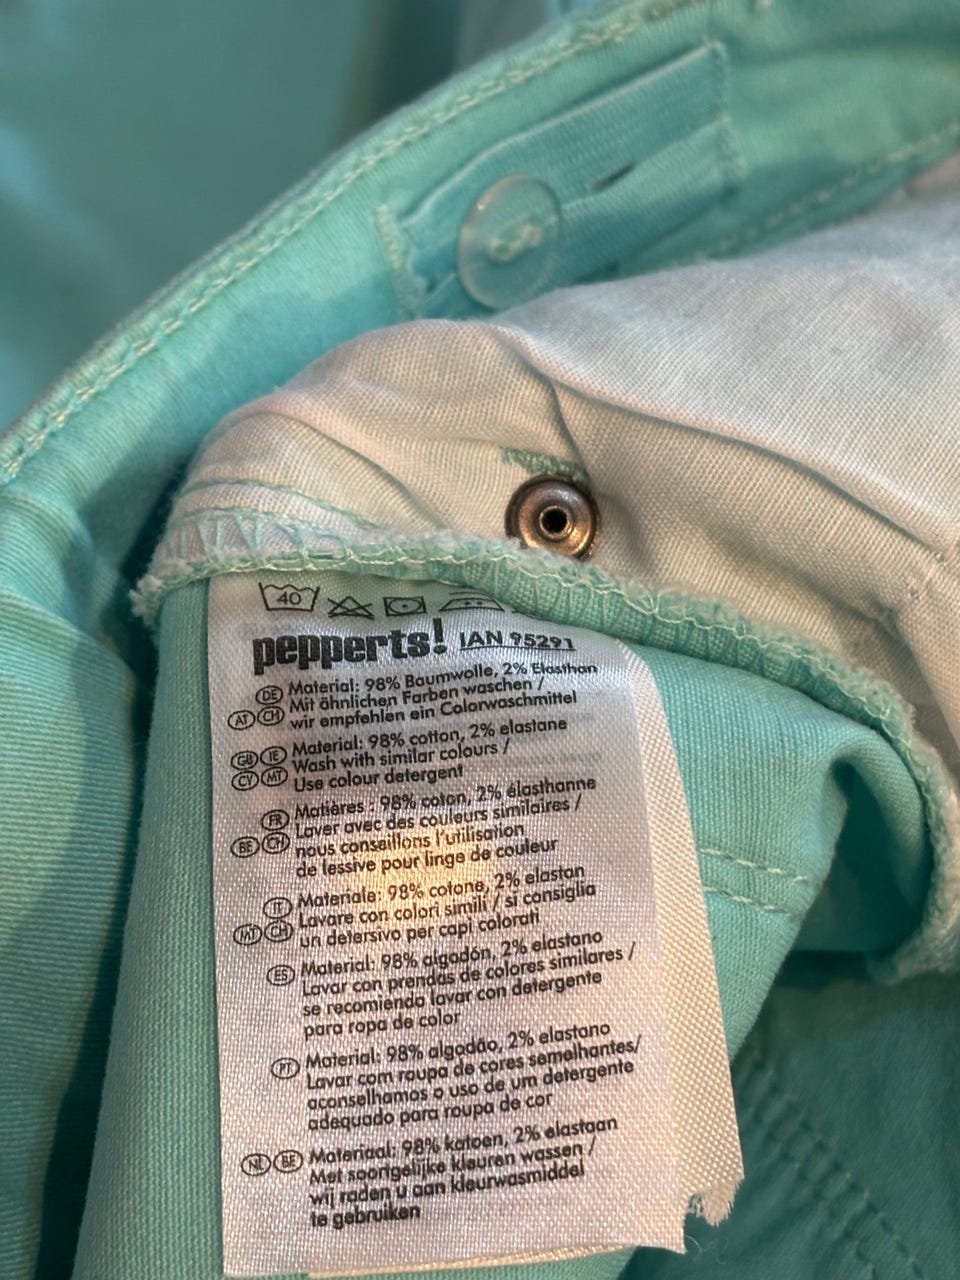 40
pepperts! IAN 95291
DE Material: 98% Baumwolle, 2% Elasthan
AT CH Mit ähnlichen Farben waschen /
wir empfehlen ein Colorwaschmittel
GB IE Material: 98% cotton, 2% elastane
CY MT Wash with similar colours /
Use colour detergent
FR Matières : 98% coton, 2% élasthanne
BE CH Laver avec des couleurs similaires /
nous conseillons l'utilisation
de lessive pour linge de couleur
IT Materiale: 98% cotone, 2% elastan
MT CH Lavare con colori simili / si consiglia
un detersivo per capi colorati
ES Material: 98% algodón, 2% elastano
Lavar con prendas de colores similares /
se recomienda lavar con detergente
para ropa de color
PT Material: 98% algodão, 2% elastano
Lavar com roupa de cores semelhantes/
aconselhamos o uso de um detergente
adequado para roupa de cor
NL BE Materiaal: 98% katoen, 2% elastaan
Met soortgelijke kleuren wassen /
wij raden u aan kleurwasmiddel
te gebruiken